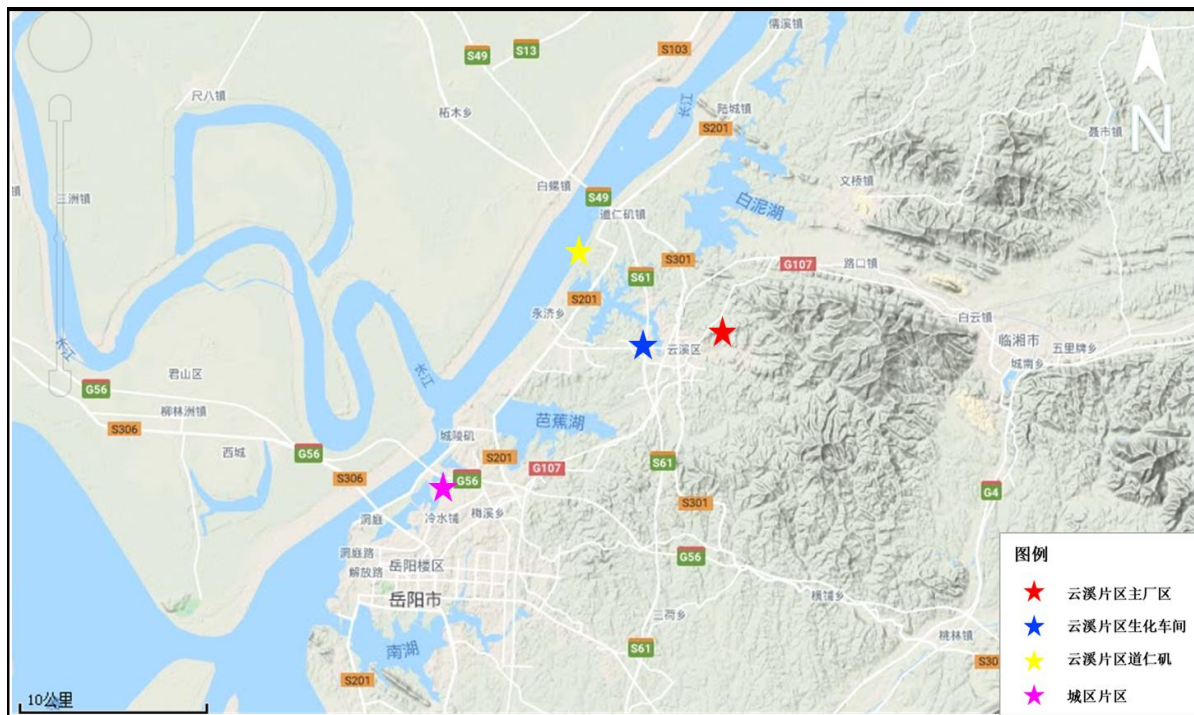 儒溪镇
S13
S49
S103
尺八镇
柘木乡
长江
陆城镇
S201
聂市镇
文桥镇
三洲镇
白螺镇
S49
白泥湖
道仁矶镇
S301
S61
G107
路口镇
S201
永济乡
白云镇
云溪区
临湘市
五里牌乡
城南乡
长江
长江
君山区
G56
柳林洲镇
芭蕉湖
S306
城陵矶
西城
G56
S201
G107
S61
S306
G56
G4
S301
冷水铺
梅溪乡
洞庭
洞庭路
岳阳楼区
解放路
G56
岳阳市
横铺乡
三荷乡
桃林镇
南湖
S61
S201
S30
N
10公里
图例
云溪片区主厂区
云溪片区生化车间
云溪片区道仁矶
城区片区